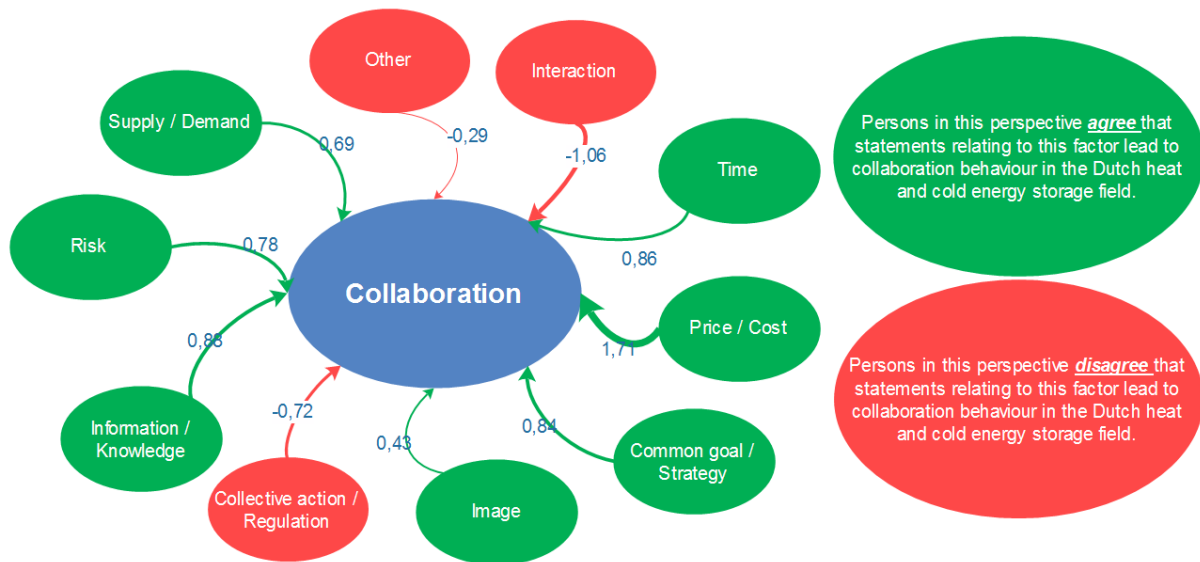 Other
Interaction
Supply / Demand
-0,29
0,69
-1,06
Time
Risk
0,78
0,86
Collaboration
Price / Cost
1,71
0,88
Information /
Knowledge
-0,72
0,43
0,84
Common goal /
Strategy
Collective action /
Regulation
Image
Persons in this perspective agree that
statements relating to this factor lead to
collaboration behaviour in the Dutch heat
and cold energy storage field.
Persons in this perspective disagree that
statements relating to this factor lead to
collaboration behaviour in the Dutch heat
and cold energy storage field.